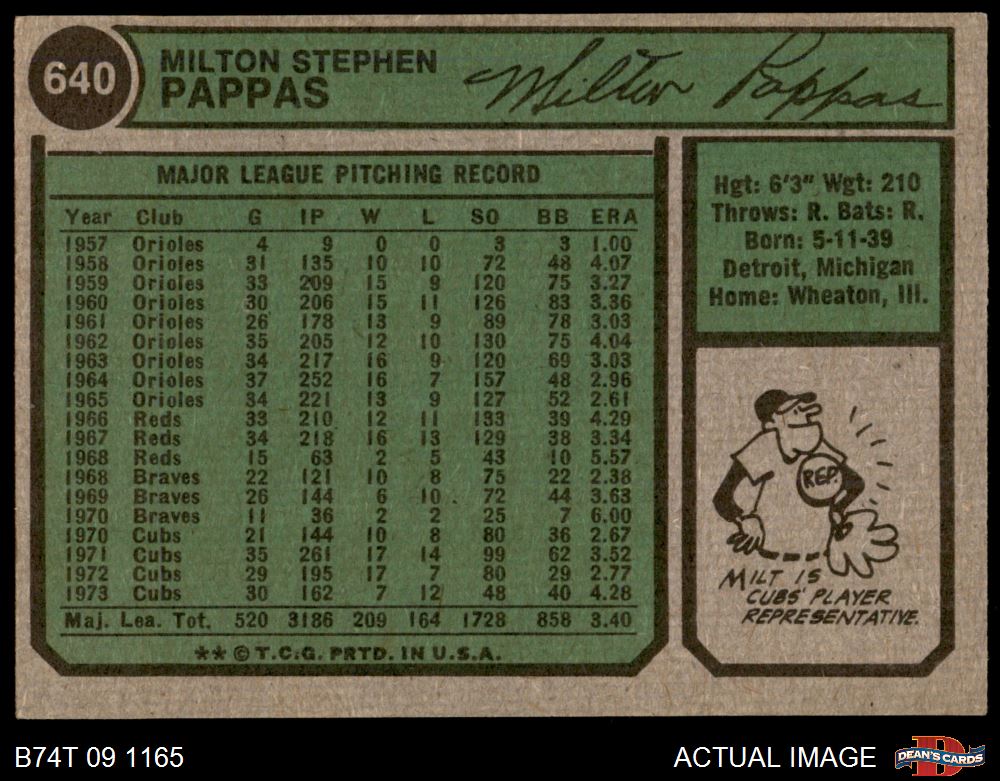 640
MILTON STEPHEN
PAPPAS
Milton Pappas
MAJOR LEAGUE PITCHING RECORD
Year Club G IP W L SO BB ERA
1957 Orioles 4 9 0 0 3 3 1.00
1958 Orioles 31 135 10 10 72 48 4.07
1959 Orioles 33 209 15 9 120 75 3.27
1960 Orioles 30 206 15 11 126 83 3.36
1961 Orioles 26 178 13 9 89 78 3.03
1962 Orioles 35 205 12 10 130 75 4.04
1963 Orioles 34 217 16 9 120 69 3.03
1964 Orioles 37 252 16 7 157 48 2.96
1965 Orioles 34 221 13 9 127 52 2.61
1966 Reds 33 210 12 11 133 39 4.29
1967 Reds 34 218 16 13 129 38 3.34
1968 Reds 15 63 2 5 43 10 5.57
1968 Braves 22 121 10 8 75 22 2.38
1969 Braves 26 144 6 10 72 44 3.63
1970 Braves 11 36 2 2 25 7 6.00
1970 Cubs 21 144 10 8 80 36 2.67
1971 Cubs 35 261 17 14 99 62 3.52
1972 Cubs 29 195 17 7 80 29 2.77
1973 Cubs 30 162 7 12 48 40 4.28
Maj. Lea. Tot. 520 3186 209 164 1728 858 3.40
** © T.C.G. PRTD. IN U.S.A.
Hgt: 6'3" Wgt: 210
Throws: R. Bats: R.
Born: 5-11-39
Detroit, Michigan
Home: Wheaton, Ill.
REP.
MILT IS
CUBS' PLAYER
REPRESENTATIVE.
B74T 09 1165
ACTUAL IMAGE
D
DEAN'S CARDS